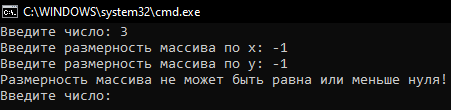 C:\WINDOWS\system32\cmd.exe
Введите число: 3
Введите размерность массива по x: -1
Введите размерность массива по y: -1
Размерность массива не может быть равна или меньше нуля!
Введите число: